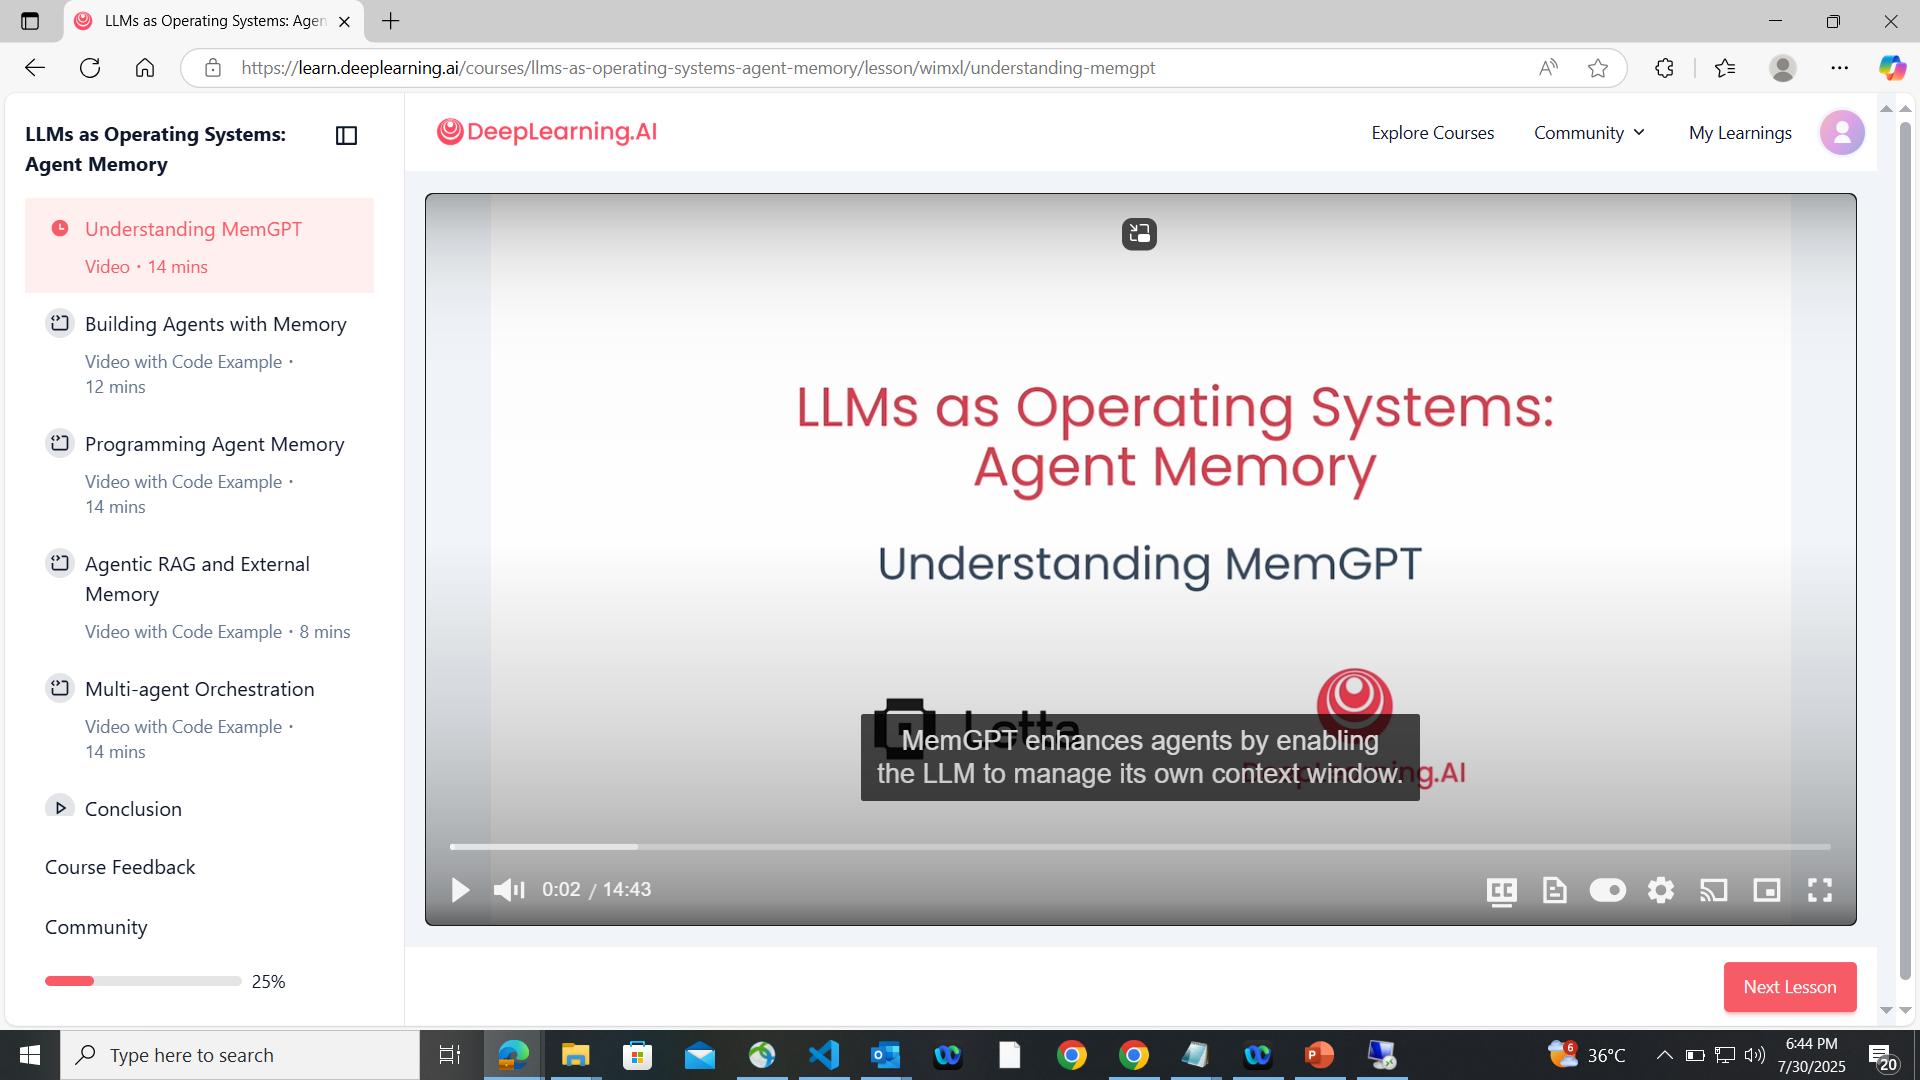 LLMs as Operating Systems: Agen
https://learn.deeplearning.ai/courses/llms-as-operating-systems-agent-memory/lesson/wimxl/understanding-memgpt
LLMs as Operating Systems:
Agent Memory
Understanding MemGPT
Video • 14 mins
Building Agents with Memory
Video with Code Example •
12 mins
Programming Agent Memory
Video with Code Example •
14 mins
Agentic RAG and External
Memory
Video with Code Example • 8 mins
Multi-agent Orchestration
Video with Code Example •
14 mins
Conclusion
Course Feedback
Community
25%
DeepLearning.AI
Explore Courses
Community
My Learnings
LLMs as Operating Systems:
Agent Memory
Understanding MemGPT
Letta
DeepLearning.AI
MemGPT enhances agents by enabling
the LLM to manage its own context window.
0:02 / 14:43
CC
Next Lesson
Type here to search
6
36°C
6:44 PM
7/30/2025
20